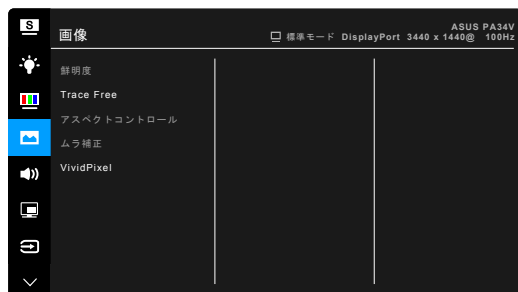 S
画像
ASUS PA34V
標準モード DisplayPort 3440 x 1440@ 100Hz
鮮明度
Trace Free
アスペクトコントロール
ムラ補正
VividPixel